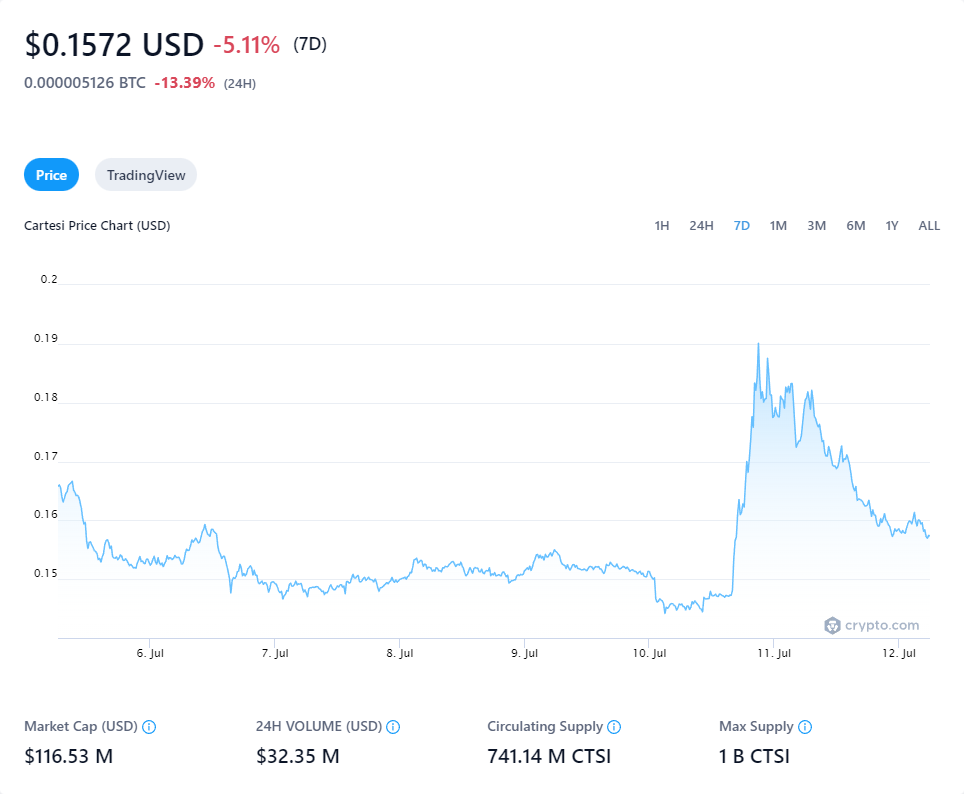 $0.1572 USD -5.11% (7D)
0.000005126 BTC -13.39% (24H)
Price TradingView
Cartesi Price Chart (USD) 1H 24H 7D 1M 3M 6M 1Y ALL
0.2
0.19
0.18
0.17
0.16
0.15
crypto.com
6. Jul 7. Jul 8. Jul 9. Jul 10. Jul 11. Jul 12. Jul
Market Cap (USD) 24H VOLUME (USD) Circulating Supply Max Supply
$116.53 M $32.35 M 741.14 M CTSI 1 B CTSI